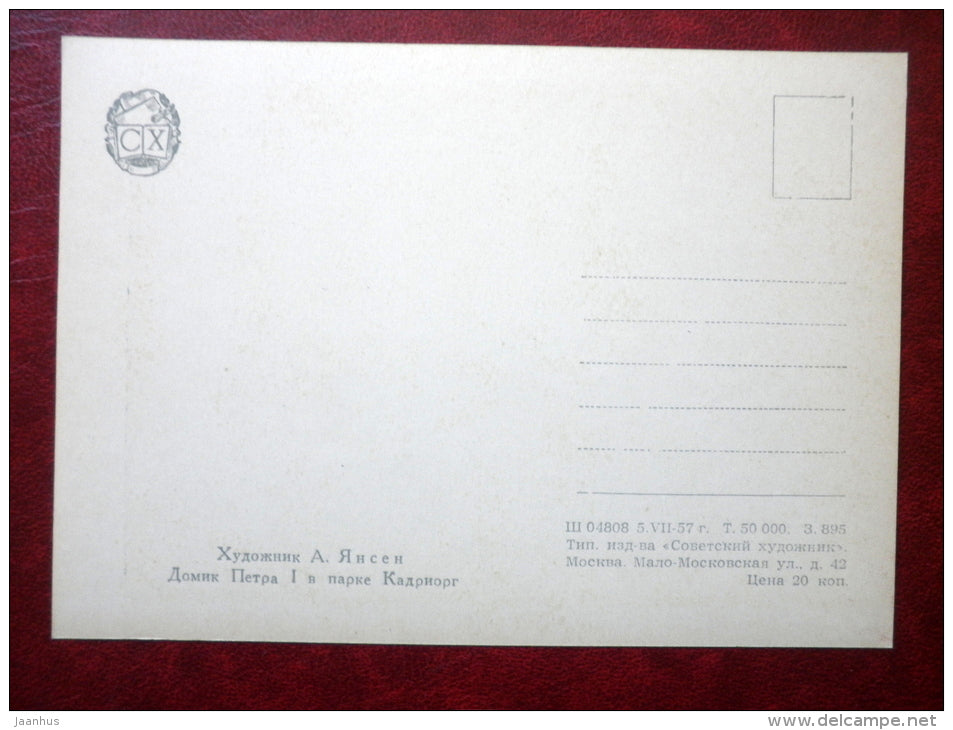 С Х
Художник А. Янсен
Домик Петра I в парке Кадриорг
Ш 04808 5.VII-57 г. Т. 50 000. З. 895
Тип. изд-ва «Советский художник».
Москва. Мало-Московская ул., д. 42
Цена 20 коп.
jaanhus
www.delcampe.net